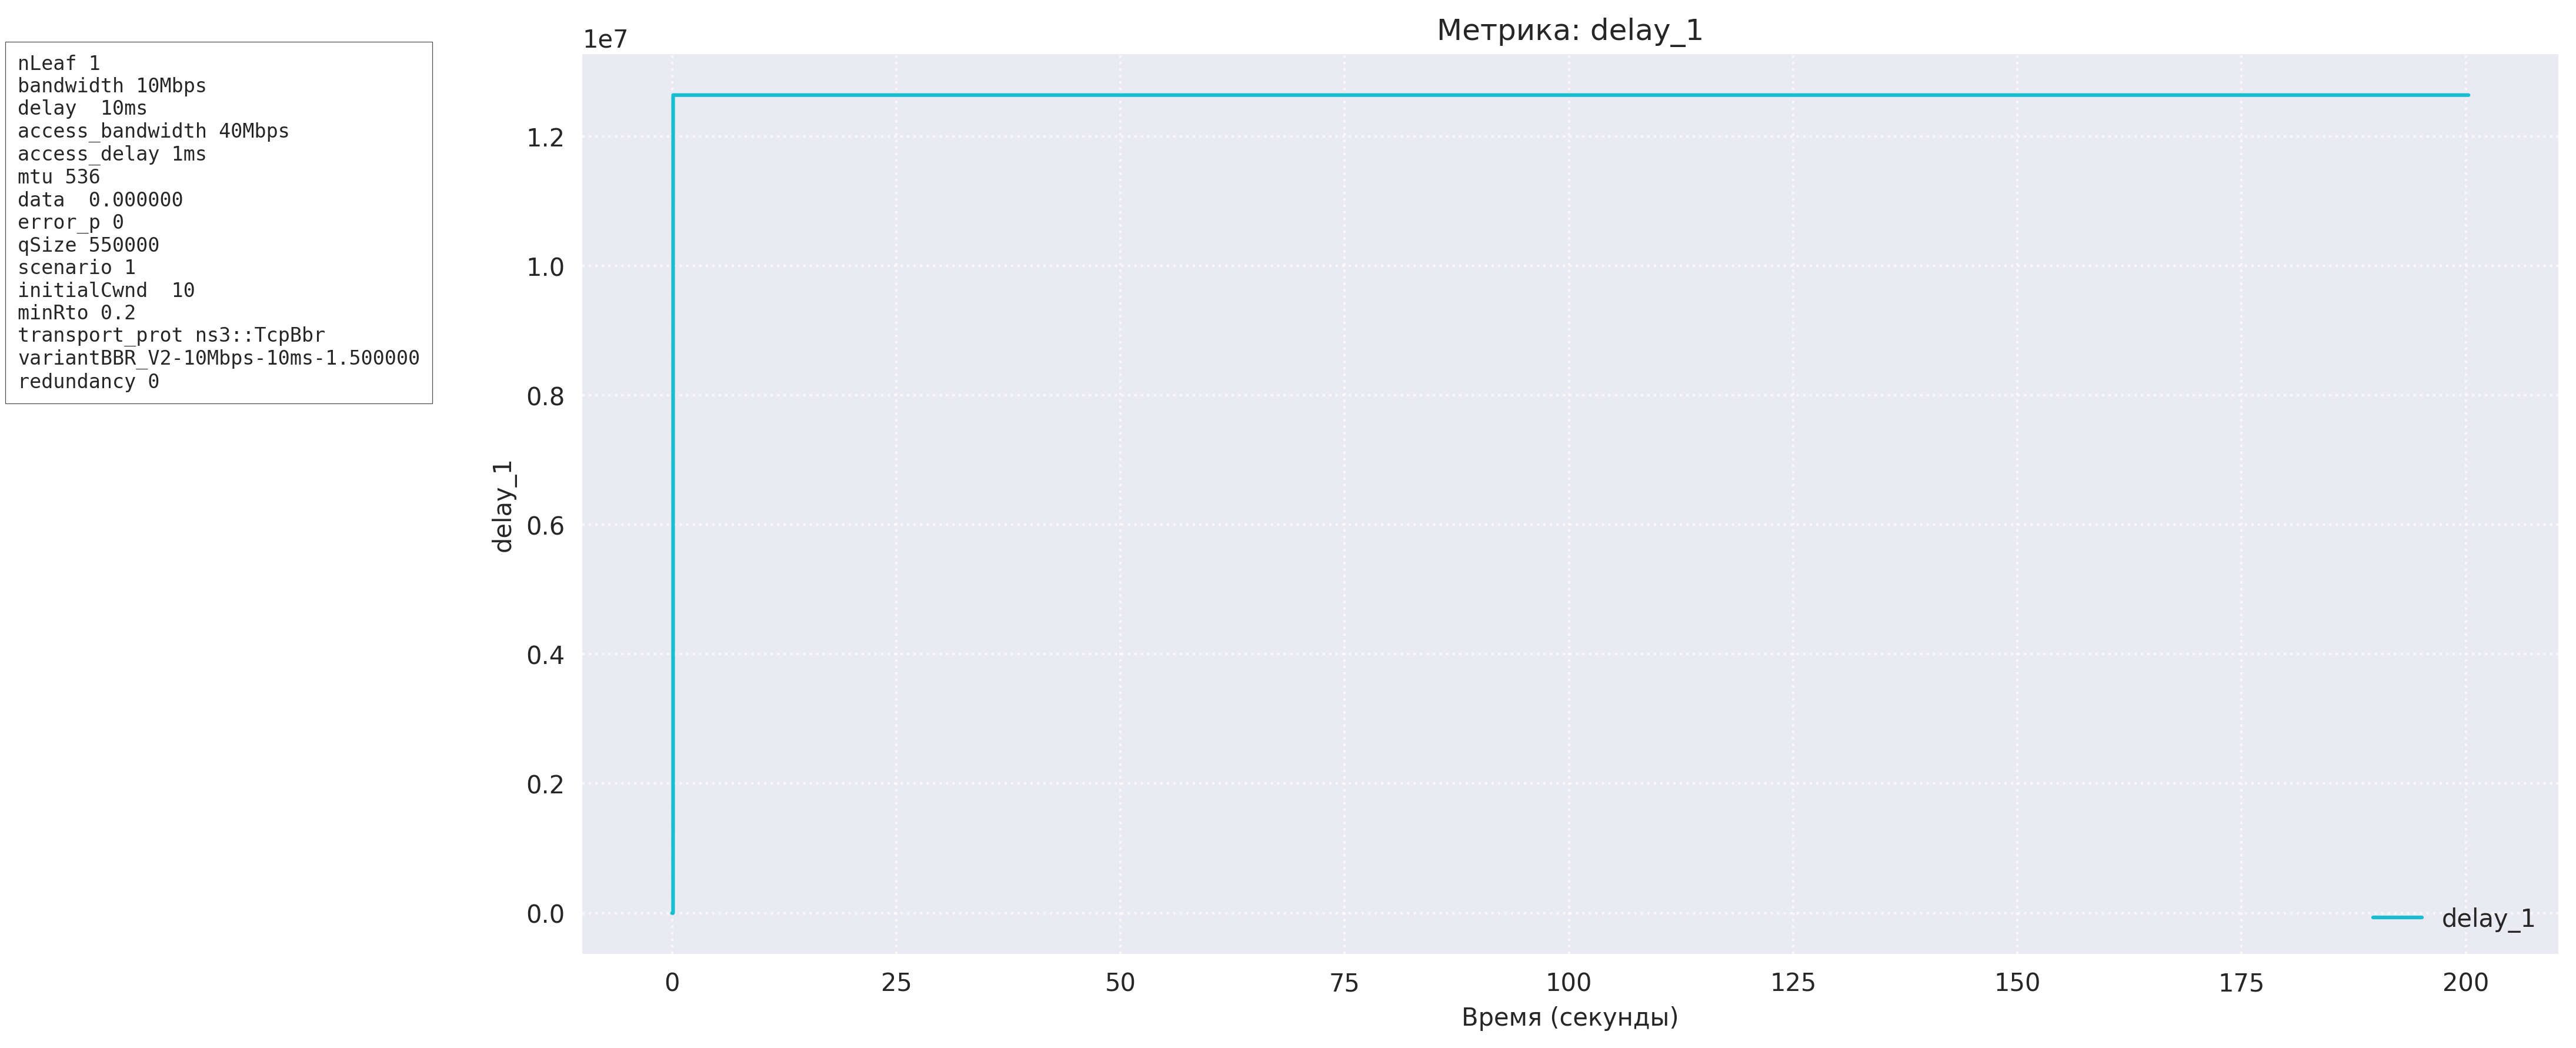 nLeaf 1
bandwidth 10Mbps
delay  10ms
access_bandwidth 40Mbps
access_delay 1ms
mtu 536
data  0.000000
error_p 0
qSize 550000
scenario 1
initialCwnd  10
minRto 0.2
transport_prot ns3::TcpBbr
variantBBR_V2-10Mbps-10ms-1.500000
redundancy 0
Метрика: delay_1
1e7
1.2
1.0
0.8
0.6
0.4
0.2
0.0
delay_1
delay_1
0 25 50 75 100 125 150 175 200
Время (секунды)